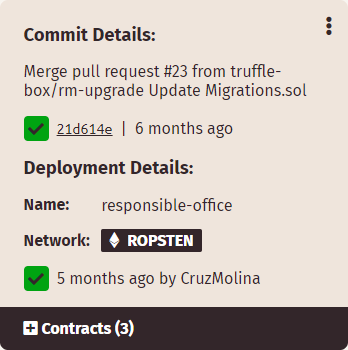 Commit Details:
Merge pull request #23 from truffle-
box/rm-upgrade Update Migrations.sol
21d614e | 6 months ago
Deployment Details:
Name: responsible-office
Network: ROPSTEN
5 months ago by CruzMolina
Contracts (3)